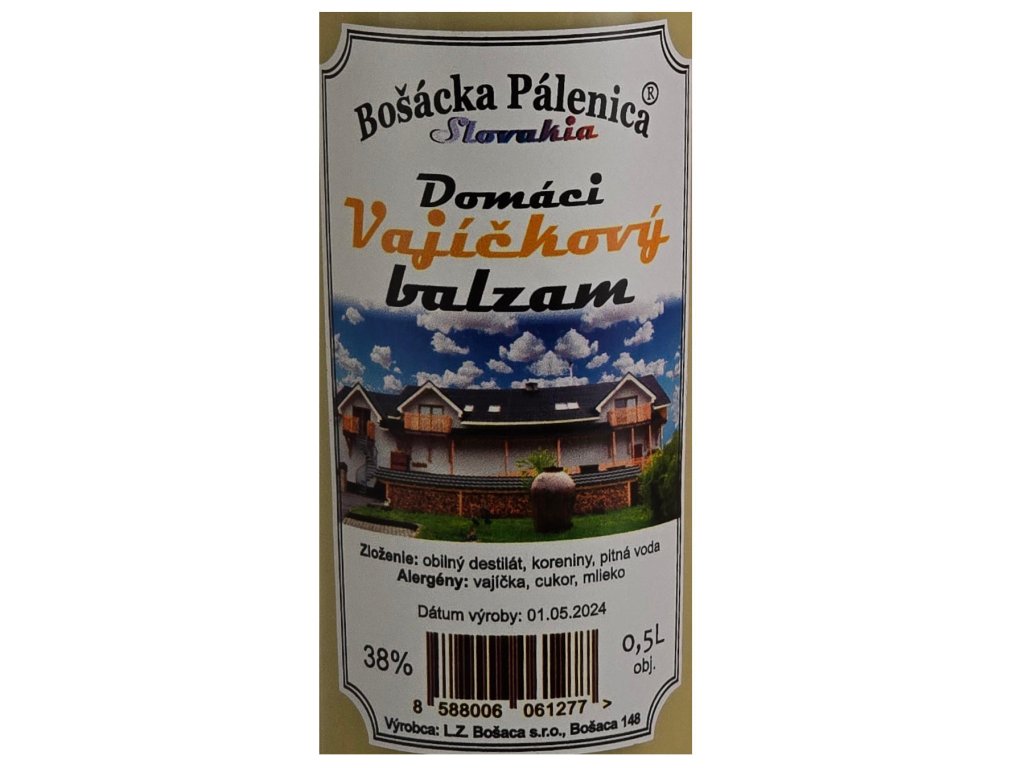 Bošácka Pálenica®
Slovakia
Domáci
Vajíčkový
balzam
Zloženie: obilný destilát, koreniny, pitná voda
Alergény: vajíčka, cukor, mlieko
Dátum výroby: 01.05.2024
38%
0,5L
obj.
8 588006 061277 >
Výrobca: L.Z. Bošaca s.r.o., Bošaca 148